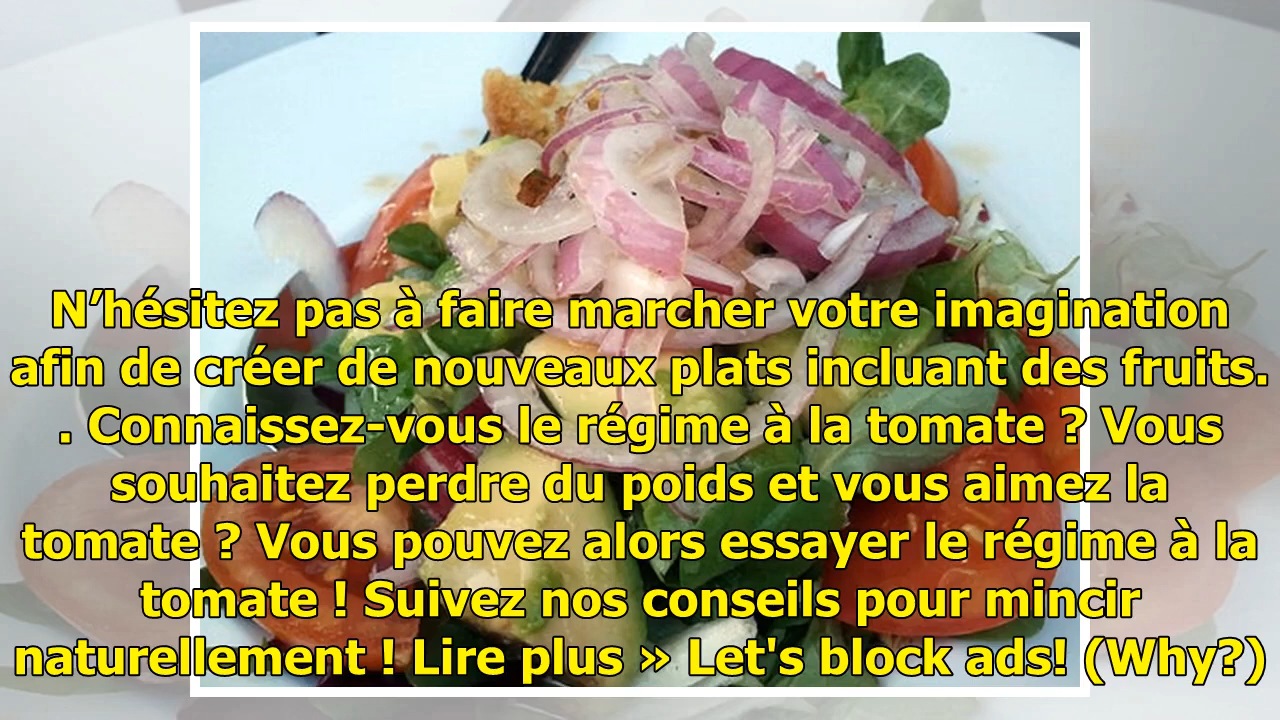 N’hésitez pas à faire marcher votre imagination
afin de créer de nouveaux plats incluant des fruits.
. Connaissez-vous le régime à la tomate ? Vous
souhaitez perdre du poids et vous aimez la
tomate ? Vous pouvez alors essayer le régime à la
tomate ! Suivez nos conseils pour mincir
naturellement ! Lire plus » Let's block ads! (Why?)